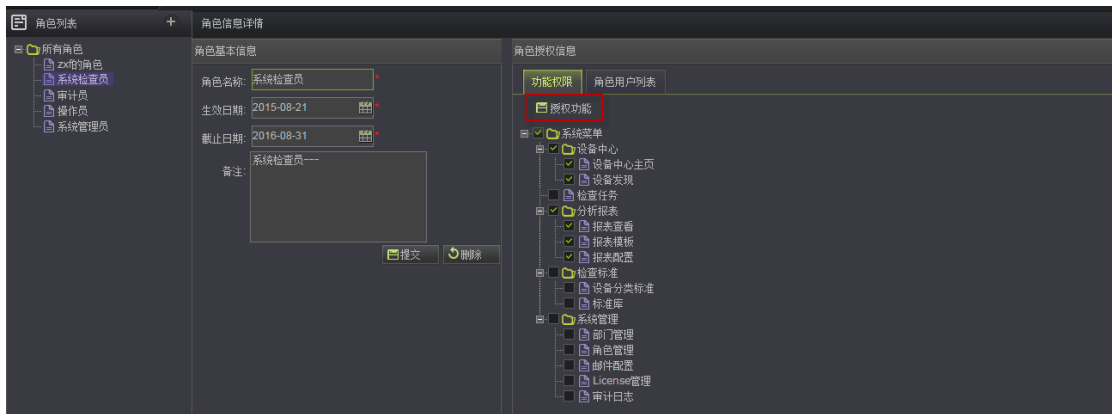 角色列表 +
所有角色
zxf的角色
系统检查员
审计员
操作员
系统管理员
角色信息详情
角色基本信息
角色名称: 系统检查员 *
生效日期: 2015-08-21 *
截止日期: 2016-08-31 *
备注: 系统检查员---
提交 删除
角色授权信息
功能权限 角色用户列表
授权功能
系统菜单
设备中心
设备中心主页
设备发现
检查任务
分析报表
报表查看
报表模板
报表配置
检查标准
设备分类标准
标准库
系统管理
部门管理
角色管理
邮件配置
License管理
审计日志